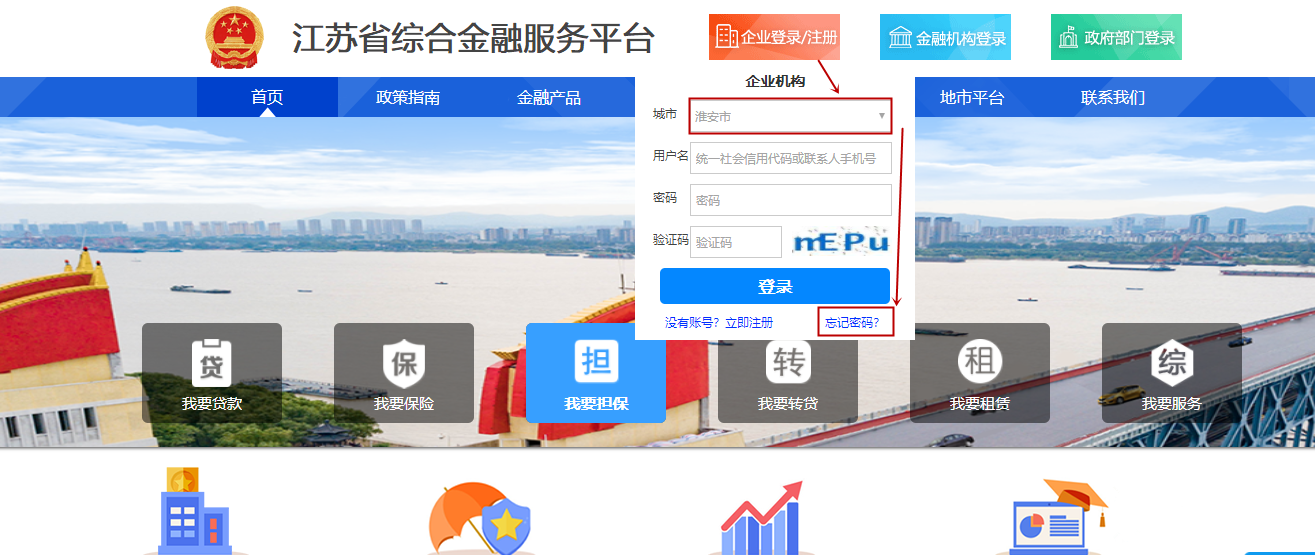 江苏省综合金融服务平台
企业登录/注册
金融机构登录
政府部门登录
首页
政策指南
金融产品
地市平台
联系我们
企业机构
城市
淮安市
用户名
统一社会信用代码或联系人手机号
密码
密码
验证码
验证码
mEPu
登录
没有账号？立即注册
忘记密码？
贷
我要贷款
保
我要保险
担
我要担保
转
我要转贷
租
我要租赁
综
我要服务